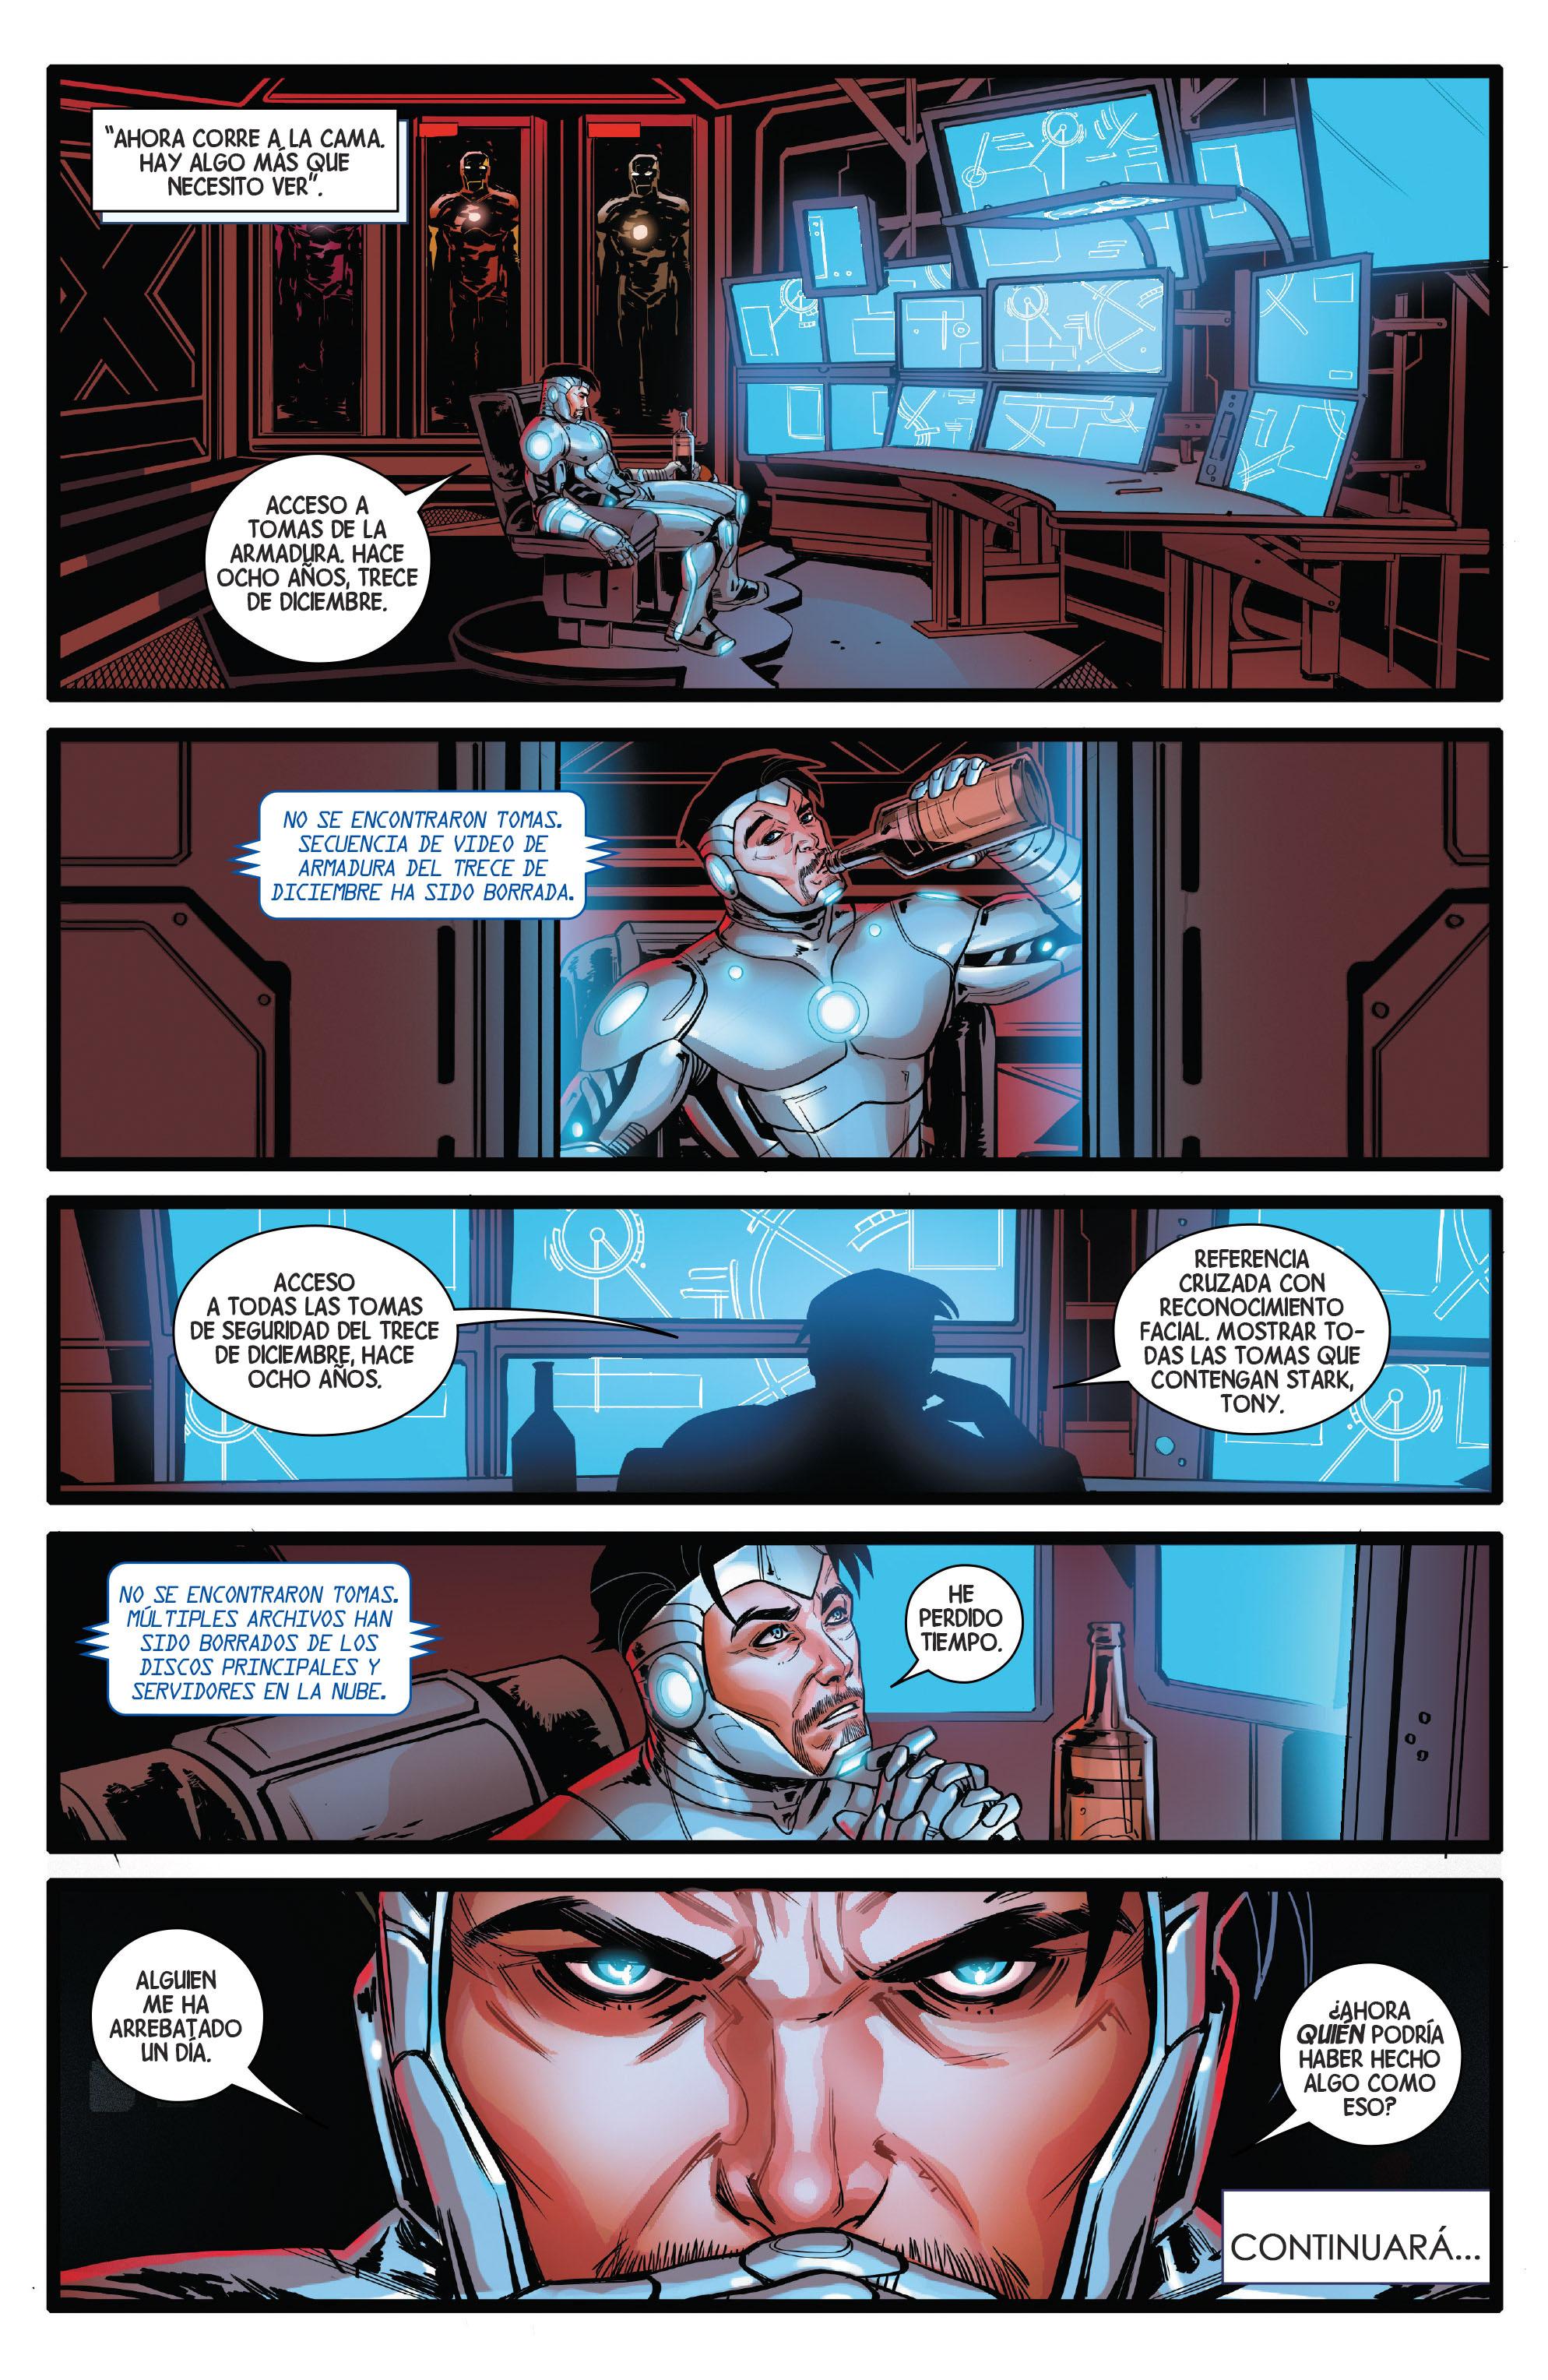 "AHORA CORRE A LA CAMA.
HAY ALGO MÁS QUE
NECESITO VER".
ACCESO A
TOMAS DE LA
ARMADURA. HACE
OCHO AÑOS, TRECE
DE DICIEMBRE.
NO SE ENCONTRARON TOMAS.
SECUENCIA DE VIDEO DE
ARMADURA DEL TRECE DE
DICIEMBRE HA SIDO BORRADA.
ACCESO
A TODAS LAS TOMAS
DE SEGURIDAD DEL TRECE
DE DICIEMBRE, HACE
OCHO AÑOS.
REFERENCIA
CRUZADA CON
RECONOCIMIENTO
FACIAL. MOSTRAR TO-
DAS LAS TOMAS QUE
CONTENGAN STARK,
TONY.
NO SE ENCONTRARON TOMAS.
MÚLTIPLES ARCHIVOS HAN
SIDO BORRADOS DE LOS
DISCOS PRINCIPALES Y
SERVIDORES EN LA NUBE.
HE
PERDIDO
TIEMPO.
ALGUIEN
ME HA
ARREBATADO
UN DÍA.
¿AHORA
QUIÉN PODRÍA
HABER HECHO
ALGO COMO
ESO?
CONTINUARÁ...